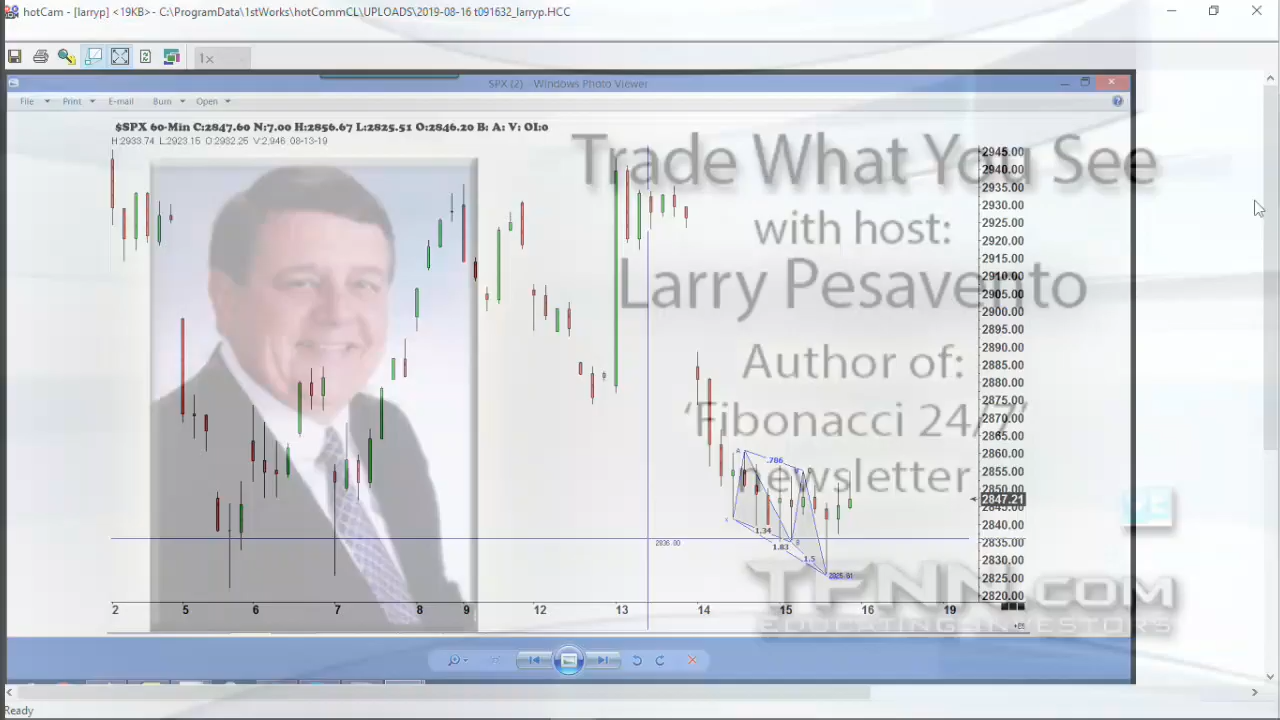 hotCam - [larryp] <19KB> - C:\ProgramData\1stWorks\hotCommCL\UPLOADS\2019-08-16 t091632_larryp.HCC
1x
SPX (2) - Windows Photo Viewer
File Print E-mail Burn Open
$SPX 60-Min C:2847.60 N:7.00 H:2856.67 L:2825.51 O:2846.20 B: A: V: OI:0
H:2933.74 L:2923.15 O:2932.25 V:2,946 08-13-19
Trade What You See
with host:
Larry Pesavento
Author of:
'Fibonacci 24/7'
newsletter
2945.00
2940.00
2935.00
2930.00
2925.00
2920.00
2915.00
2910.00
2905.00
2900.00
2895.00
2890.00
2885.00
2880.00
2875.00
2870.00
2865.00
2860.00
2855.00
2850.00
2847.21
2845.00
2840.00
2835.00
2830.00
2825.00
2820.00
.786
1.34
1.83
1.5
2836.00
2825.51
2 5 6 7 8 9 12 13 14 15 16 19
TFNN.COM
EDUCATING INVESTORS
Ready